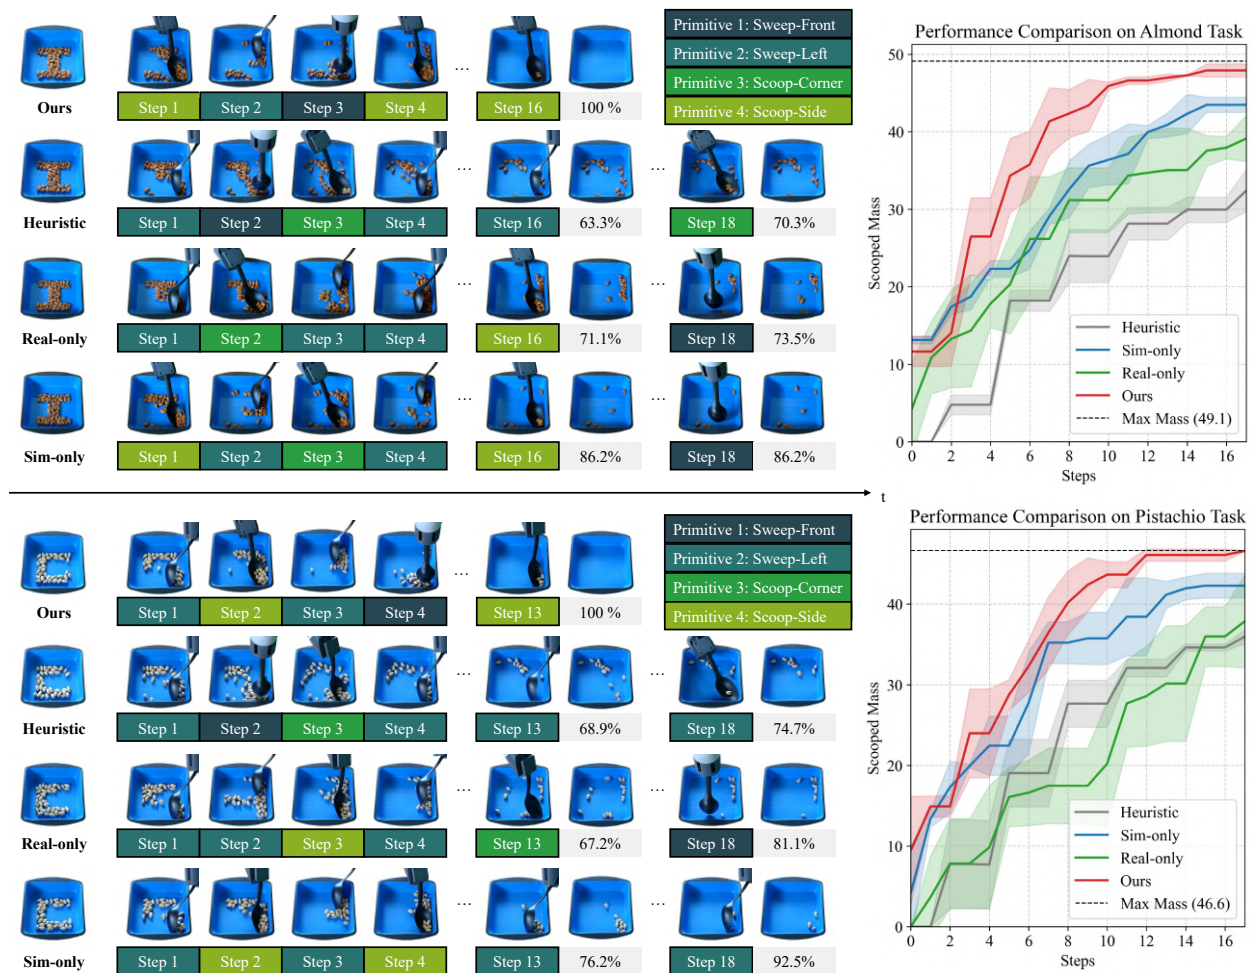 Primitive 1: Sweep-Front
Primitive 2: Sweep-Left
Primitive 3: Scoop-Corner
Primitive 4: Scoop-Side
...
Ours
Step 1
Step 2
Step 3
Step 4
Step 16
100 %
...
...
Heuristic
Step 1
Step 2
Step 3
Step 4
Step 16
63.3%
Step 18
70.3%
...
...
Real-only
Step 1
Step 2
Step 3
Step 4
Step 16
71.1%
Step 18
73.5%
...
...
Sim-only
Step 1
Step 2
Step 3
Step 4
Step 16
86.2%
Step 18
86.2%
Performance Comparison on Almond Task
50
40
30
20
10
0
Scooped Mass
Heuristic
Sim-only
Real-only
Ours
Max Mass (49.1)
0 2 4 6 8 10 12 14 16
Steps
t
Primitive 1: Sweep-Front
Primitive 2: Sweep-Left
Primitive 3: Scoop-Corner
Primitive 4: Scoop-Side
...
Ours
Step 1
Step 2
Step 3
Step 4
Step 13
100 %
...
...
Heuristic
Step 1
Step 2
Step 3
Step 4
Step 13
68.9%
Step 18
74.7%
...
...
Real-only
Step 1
Step 2
Step 3
Step 4
Step 13
67.2%
Step 18
81.1%
...
...
Sim-only
Step 1
Step 2
Step 3
Step 4
Step 13
76.2%
Step 18
92.5%
Performance Comparison on Pistachio Task
40
30
20
10
0
Scooped Mass
Heuristic
Sim-only
Real-only
Ours
Max Mass (46.6)
0 2 4 6 8 10 12 14 16
Steps